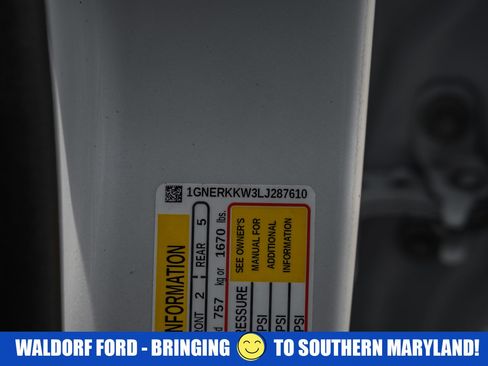 1GNERKKW3LJ287610
INFORMATION
FRONT 2 | REAR 5
757 kg or 1670 lbs.
SEE OWNER'S
MANUAL FOR
ADDITIONAL
INFORMATION
PRESSURE
PSI
PSI
PSI
WALDORF FORD - BRINGING TO SOUTHERN MARYLAND!